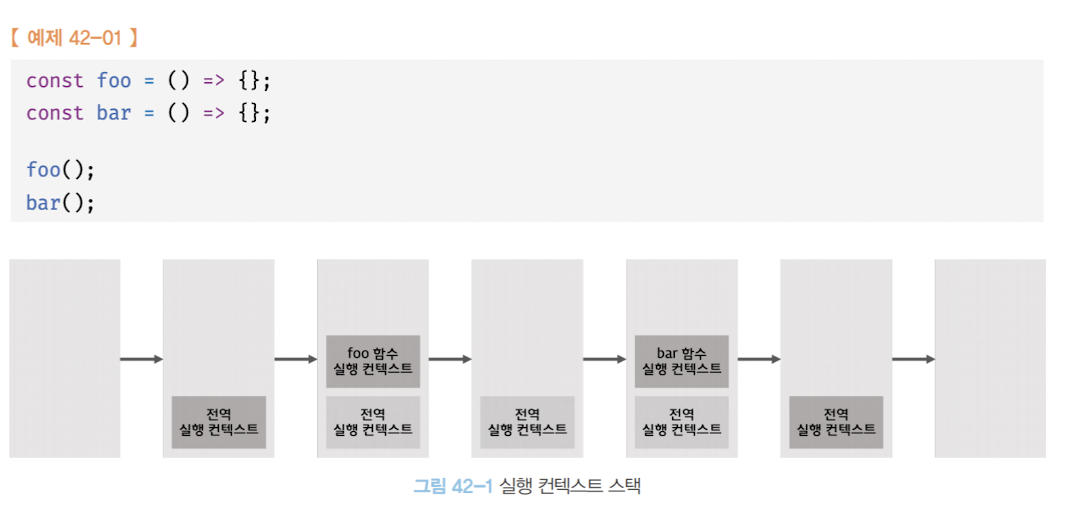 【 예제 42-01 】
const foo = () => {};
const bar = () => {};
foo();
bar();
foo 함수
실행 컨텍스트
bar 함수
실행 컨텍스트
전역
실행 컨텍스트
전역
실행 컨텍스트
전역
실행 컨텍스트
전역
실행 컨텍스트
전역
실행 컨텍스트
그림 42-1 실행 컨텍스트 스택